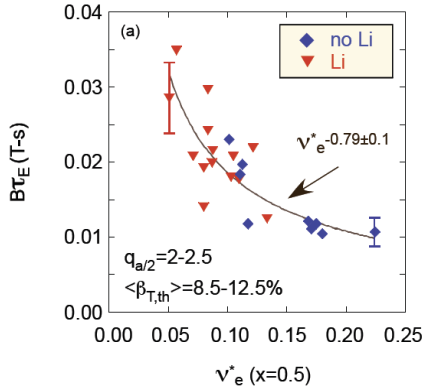 (a)
no Li
Li
0.04
0.03
0.02
0.01
0.00
BτE (T-s)
ν*e-0.79±0.1
qa/2=2-2.5
<βT,th>=8.5-12.5%
0.00 0.05 0.10 0.15 0.20 0.25
ν*e (x=0.5)